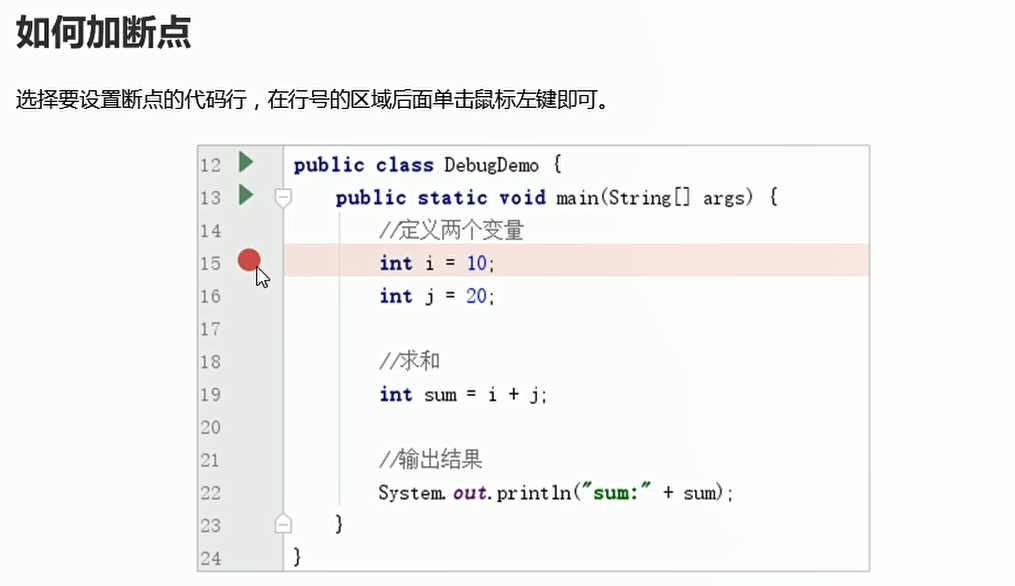 如何加断点
选择要设置断点的代码行，在行号的区域后面单击鼠标左键即可。
12 public class DebugDemo {
13 public static void main(String[] args) {
14 //定义两个变量
15 int i = 10;
16 int j = 20;
17
18 //求和
19 int sum = i + j;
20
21 //输出结果
22 System.out.println("sum:" + sum);
23 }
24 }